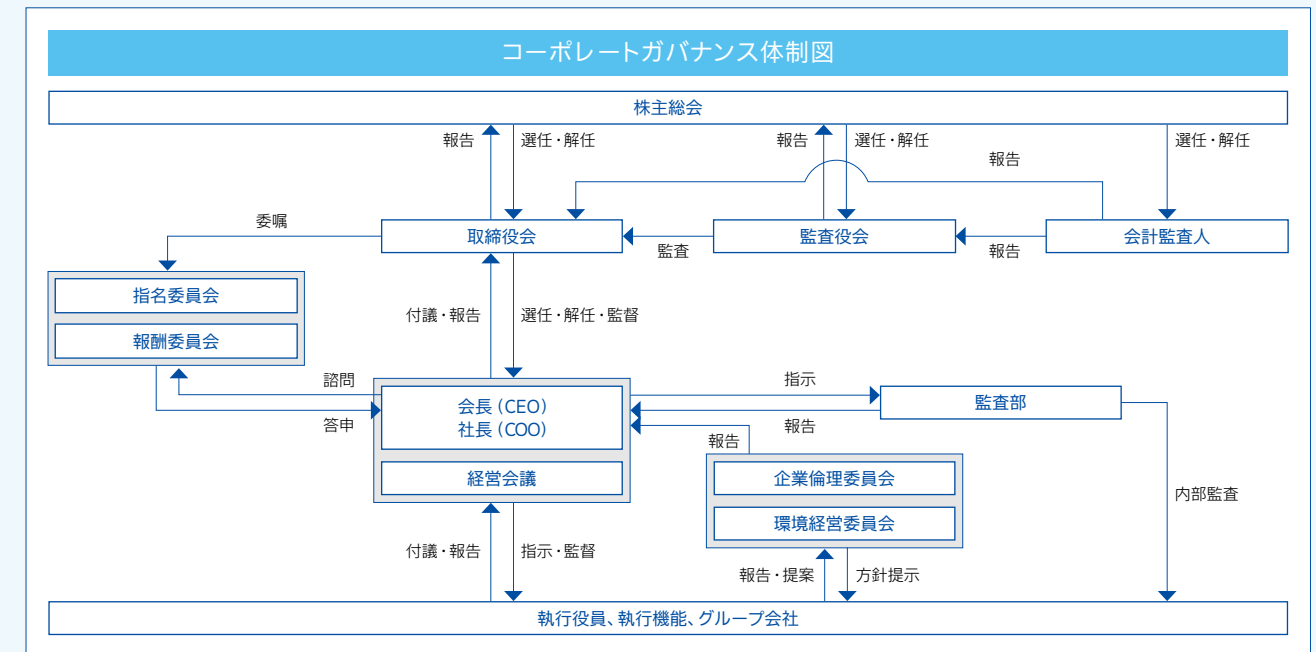 コーポレートガバナンス体制図
株主総会
報告
選任・解任
報告
選任・解任
選任・解任
報告
委嘱
取締役会
監査
監査役会
報告
会計監査人
指名委員会
報酬委員会
付議・報告
選任・解任・監督
諮問
答申
会長（CEO）
社長（COO）
経営会議
指示
報告
監査部
報告
企業倫理委員会
環境経営委員会
内部監査
付議・報告
指示・監督
報告・提案
方針提示
執行役員、執行機能、グループ会社